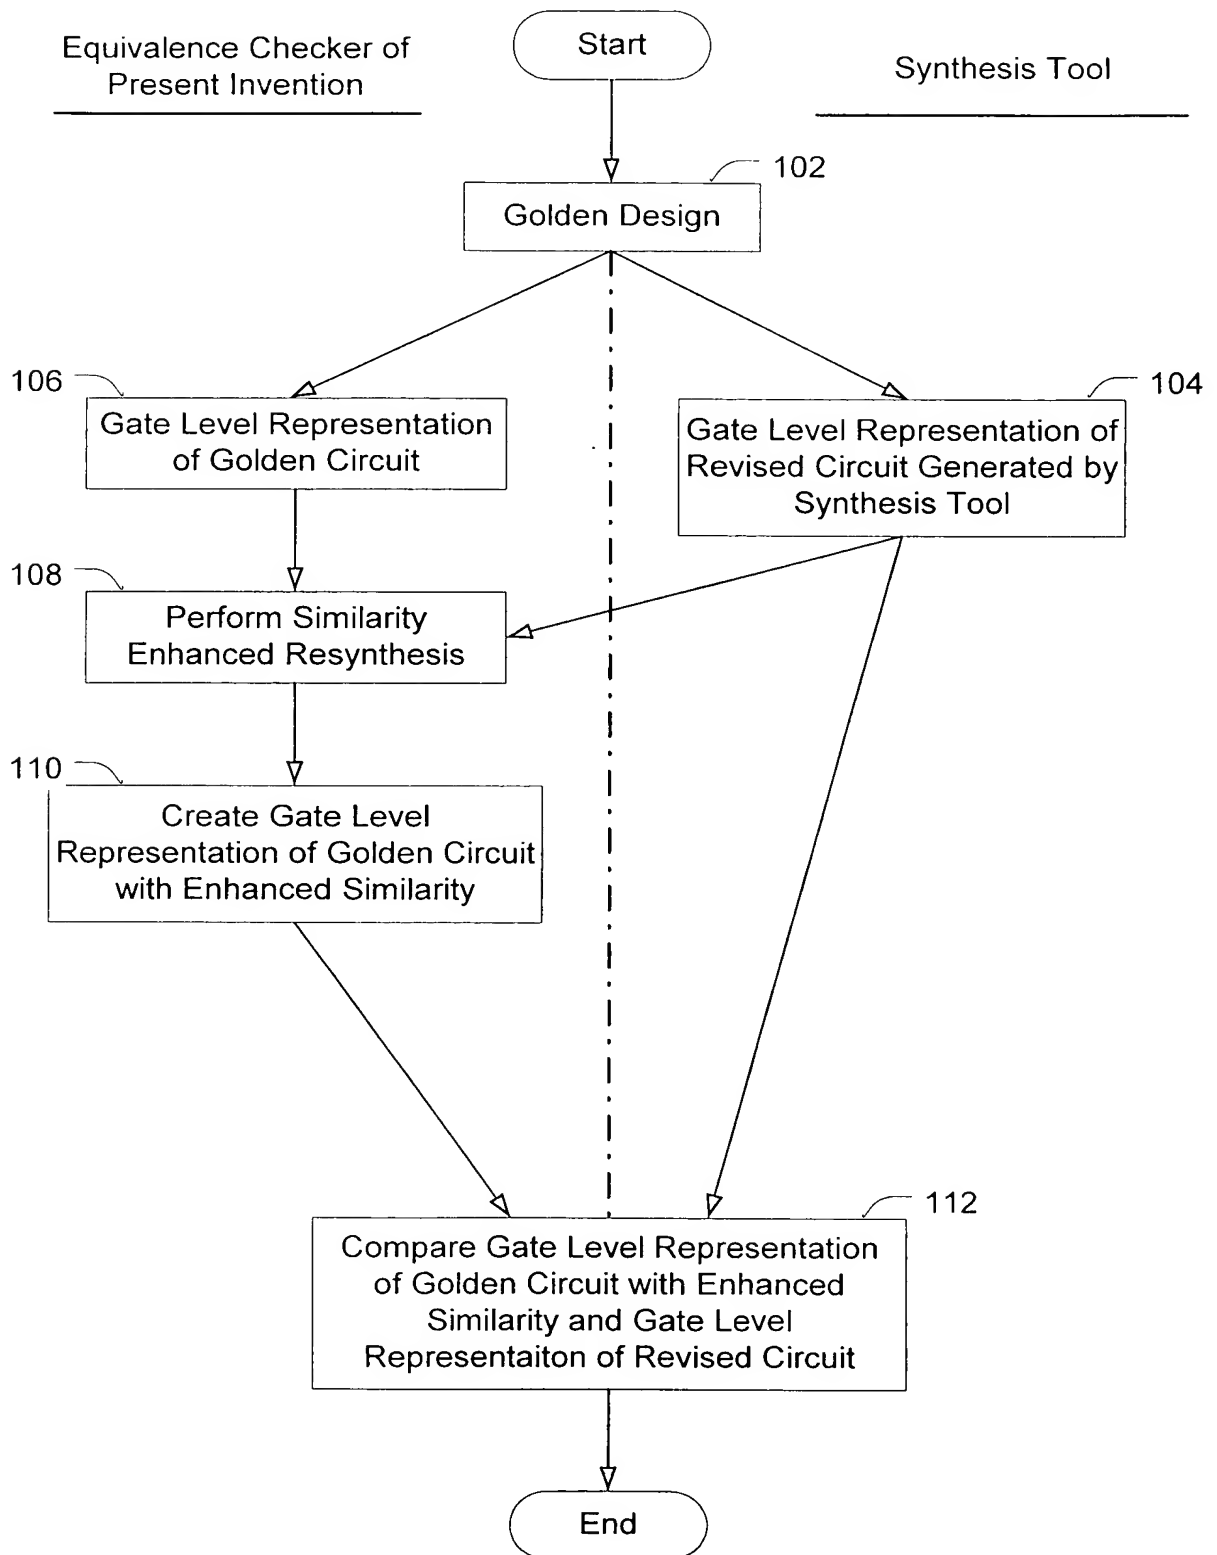 Equivalence Checker of
Present Invention
Start
Synthesis Tool
102
Golden Design
106
Gate Level Representation
of Golden Circuit
104
Gate Level Representation of
Revised Circuit Generated by
Synthesis Tool
108
Perform Similarity
Enhanced Resynthesis
110
Create Gate Level
Representation of Golden Circuit
with Enhanced Similarity
112
Compare Gate Level Representation
of Golden Circuit with Enhanced
Similarity and Gate Level
Representaiton of Revised Circuit
End